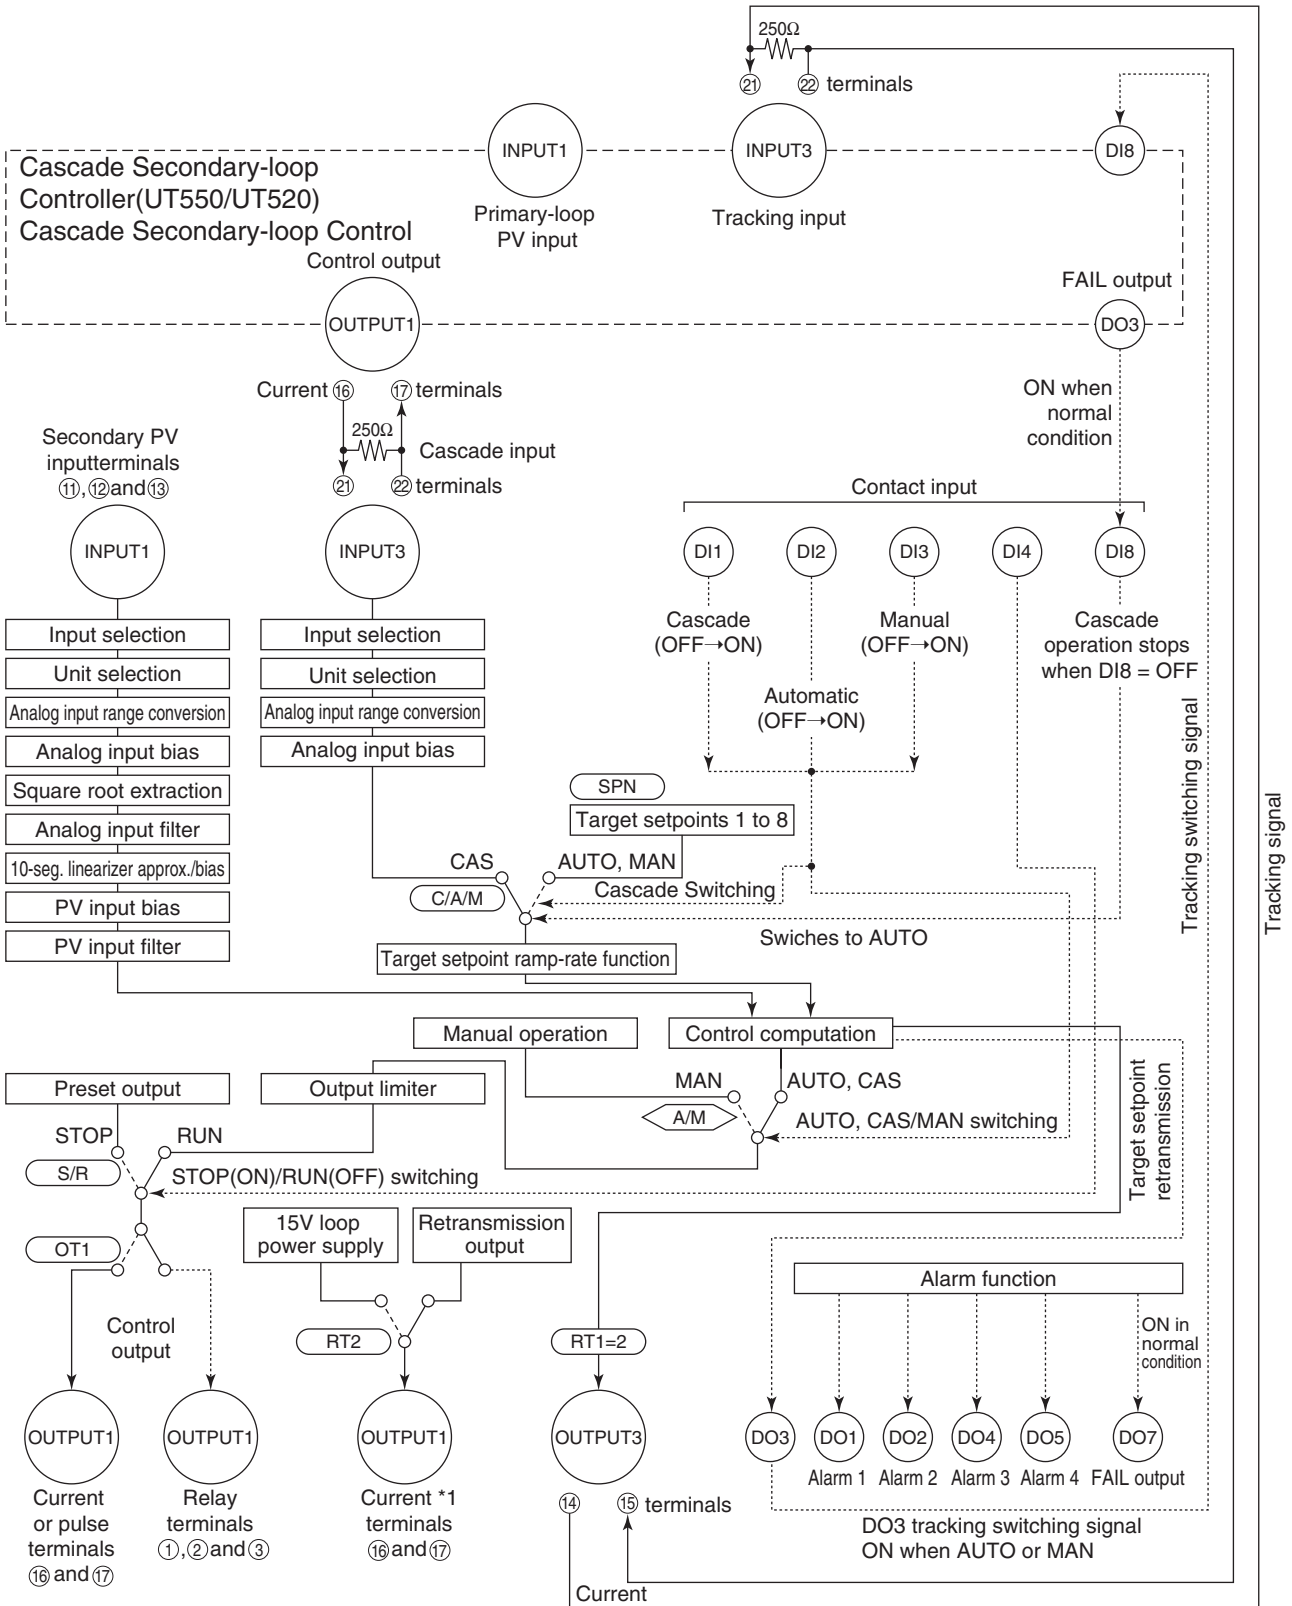 250Ω
21 22 terminals
INPUT1
INPUT3
DI8
Cascade Secondary-loop
Controller(UT550/UT520)
Cascade Secondary-loop Control
Primary-loop
PV input
Tracking input
Control output
FAIL output
OUTPUT1
DO3
Current 16 17 terminals
250Ω
Cascade input
21 22 terminals
ON when
normal
condition
Secondary PV
inputterminals
11, 12 and 13
Contact input
INPUT1
INPUT3
DI1
DI2
DI3
DI4
DI8
Cascade
(OFF→ON)
Automatic
(OFF→ON)
Manual
(OFF→ON)
Cascade
operation stops
when DI8 = OFF
Input selection
Unit selection
Analog input range conversion
Analog input bias
Square root extraction
Analog input filter
10-seg. linearizer approx./bias
PV input bias
PV input filter
Input selection
Unit selection
Analog input range conversion
Analog input bias
SPN
Target setpoints 1 to 8
CAS
AUTO, MAN
C/A/M
Cascade Switching
Swiches to AUTO
Target setpoint ramp-rate function
Tracking switching signal
Tracking signal
Manual operation
Control computation
Preset output
Output limiter
MAN
AUTO, CAS
A/M
AUTO, CAS/MAN switching
Target setpoint
retransmission
STOP
RUN
S/R
STOP(ON)/RUN(OFF) switching
OT1
15V loop
power supply
Retransmission
output
Control
output
RT2
RT1=2
Alarm function
ON in
normal
condition
OUTPUT1
OUTPUT1
OUTPUT1
OUTPUT3
DO3
DO1
DO2
DO4
DO5
DO7
Alarm 1
Alarm 2
Alarm 3
Alarm 4
FAIL output
Current
or pulse
terminals
16 and 17
Relay
terminals
1, 2 and 3
Current *1
terminals
16 and 17
14 15 terminals
Current
DO3 tracking switching signal
ON when AUTO or MAN